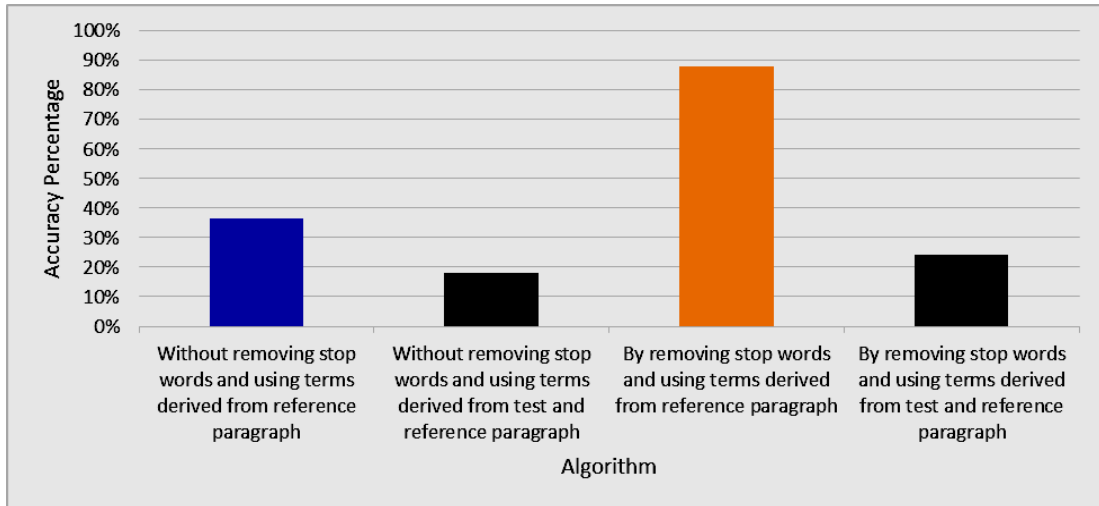 100%
90%
80%
70%
60%
50%
40%
30%
20%
10%
0%
Accuracy Percentage
Without removing stop
words and using terms
derived from reference
paragraph
Without removing stop
words and using terms
derived from test and
reference paragraph
By removing stop words
and using terms derived
from reference paragraph
By removing stop words
and using terms derived
from test and reference
paragraph
Algorithm